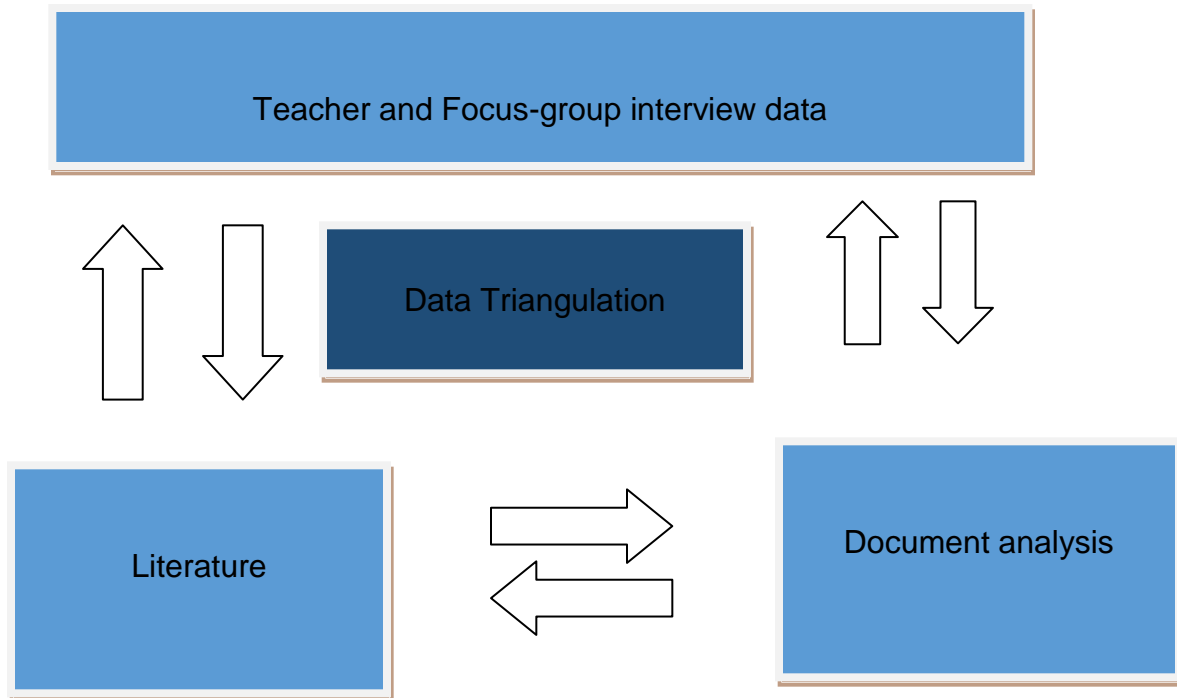 Teacher and Focus-group interview data
Data Triangulation
Literature
Document analysis